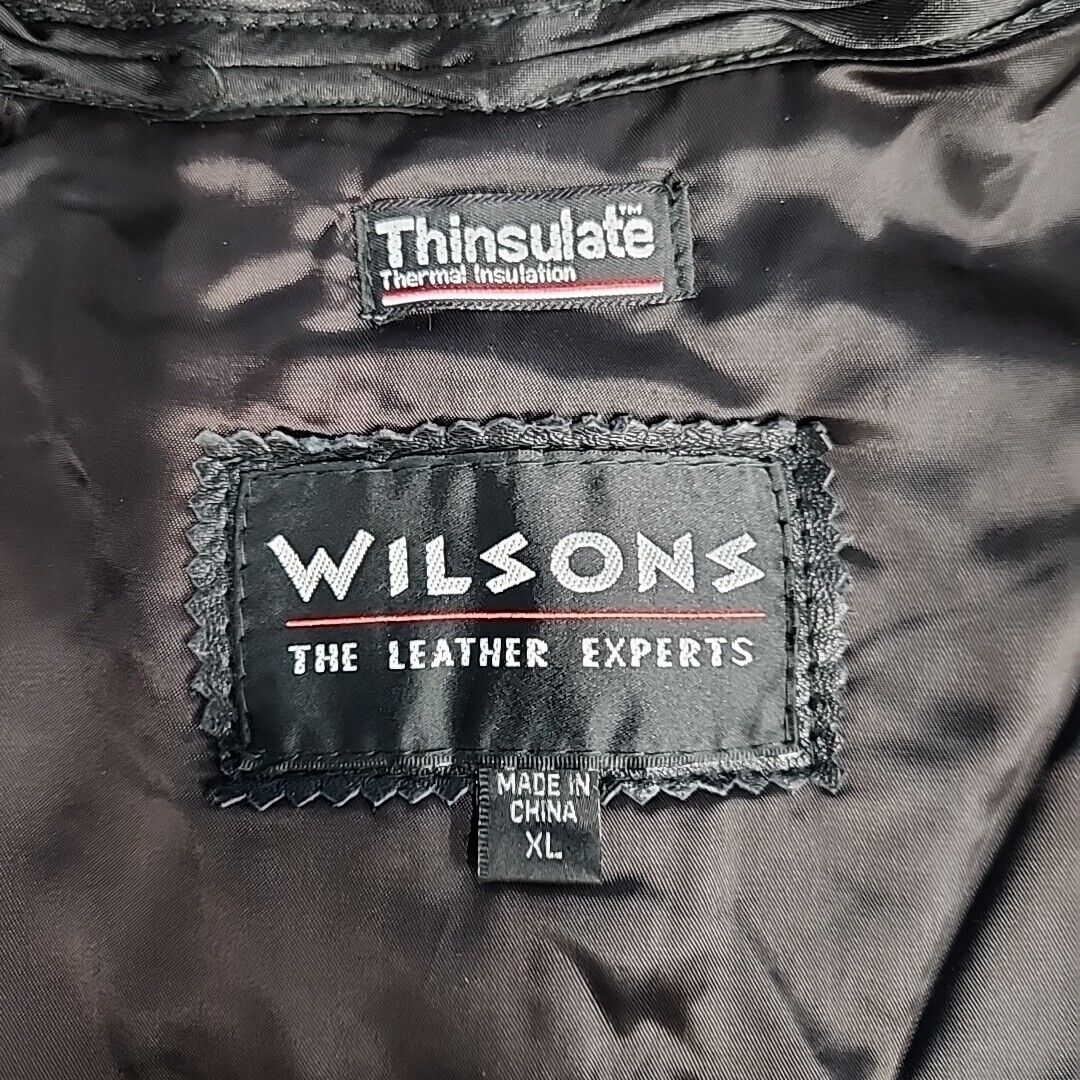 Thinsulate™
Thermal Insulation
WILSONS
THE LEATHER EXPERTS
MADE IN
CHINA
XL